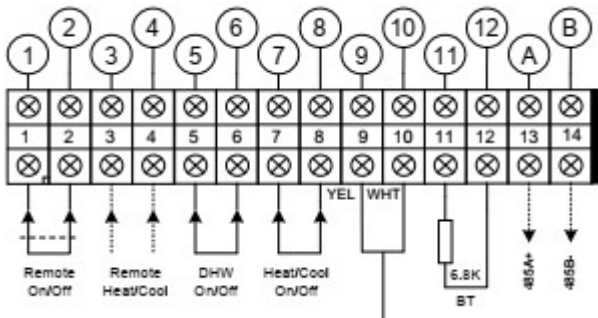 1 2 3 4 5 6 7 8 9 10 11 12 A B
1 2 3 4 5 6 7 8 9 10 11 12 13 14
YEL WHT
Remote
On/Off
Remote
Heat/Cool
DHW
On/Off
Heat/Cool
On/Off
6.8K
BT
485A+
485B-